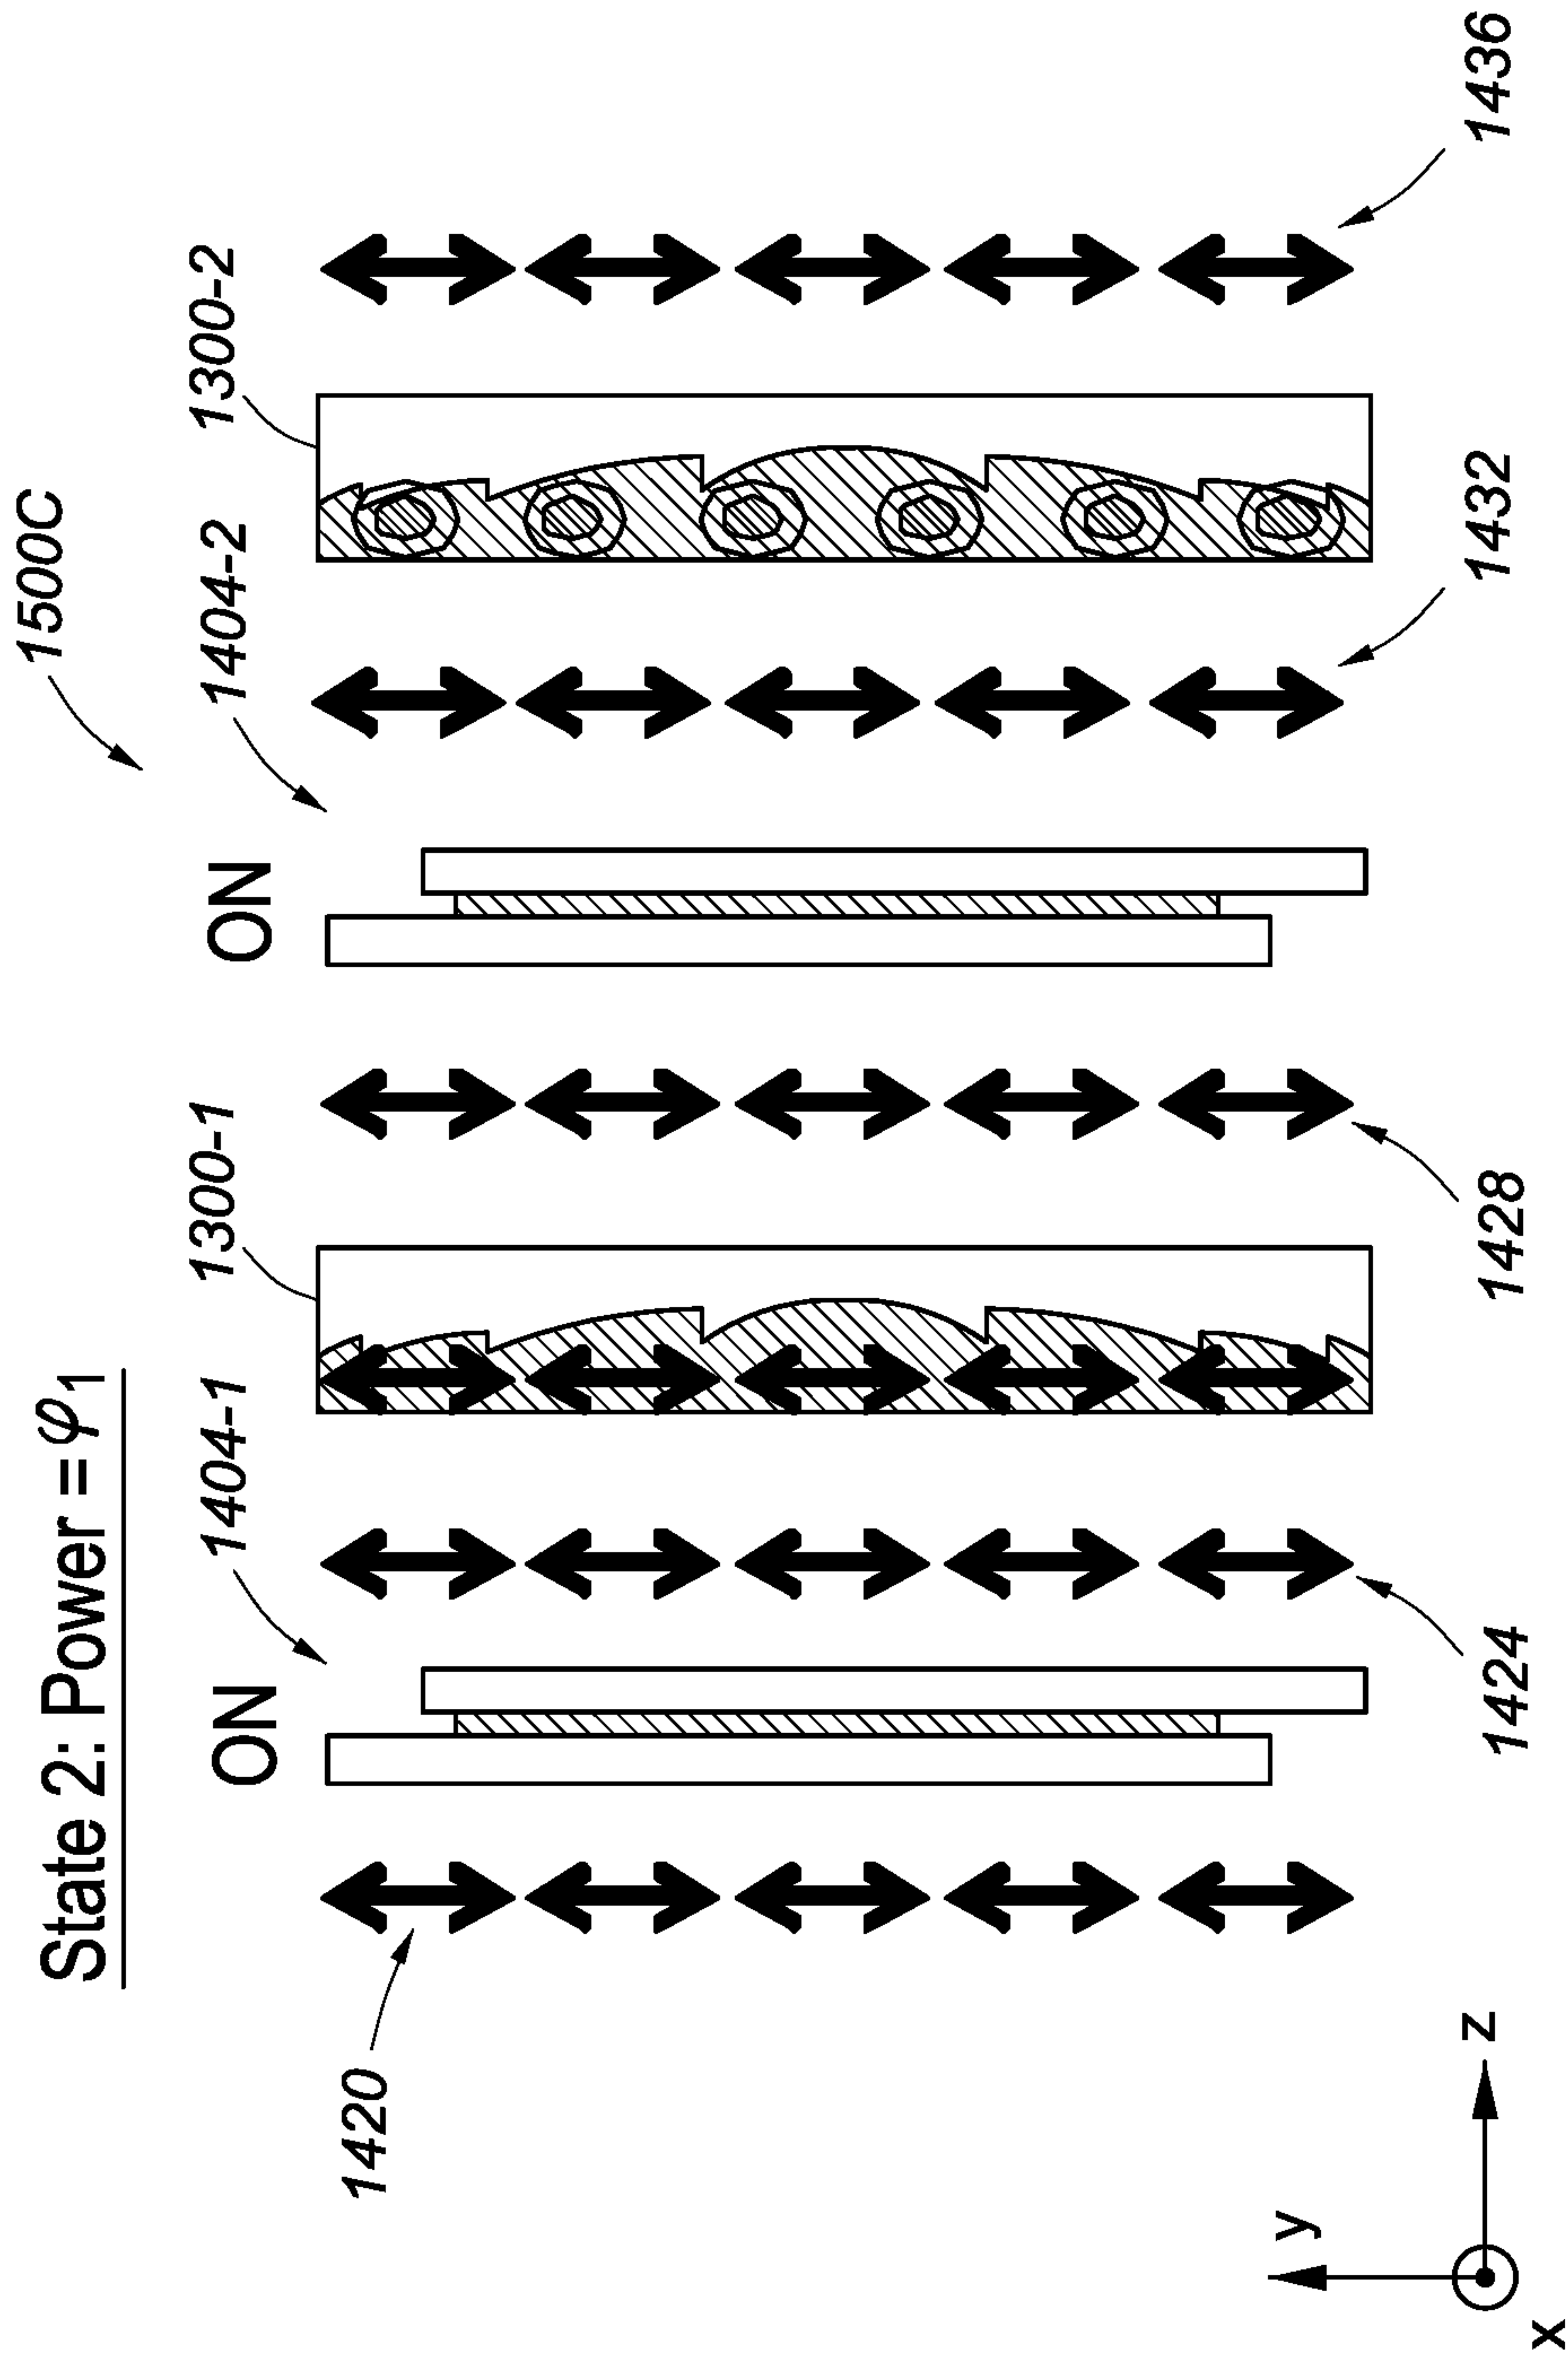 1500C
State 2: Power = φ1
ON
ON
1404-1
1300-1
1404-2
1300-2
1420
1424
1428
1432
1436
y
z
x